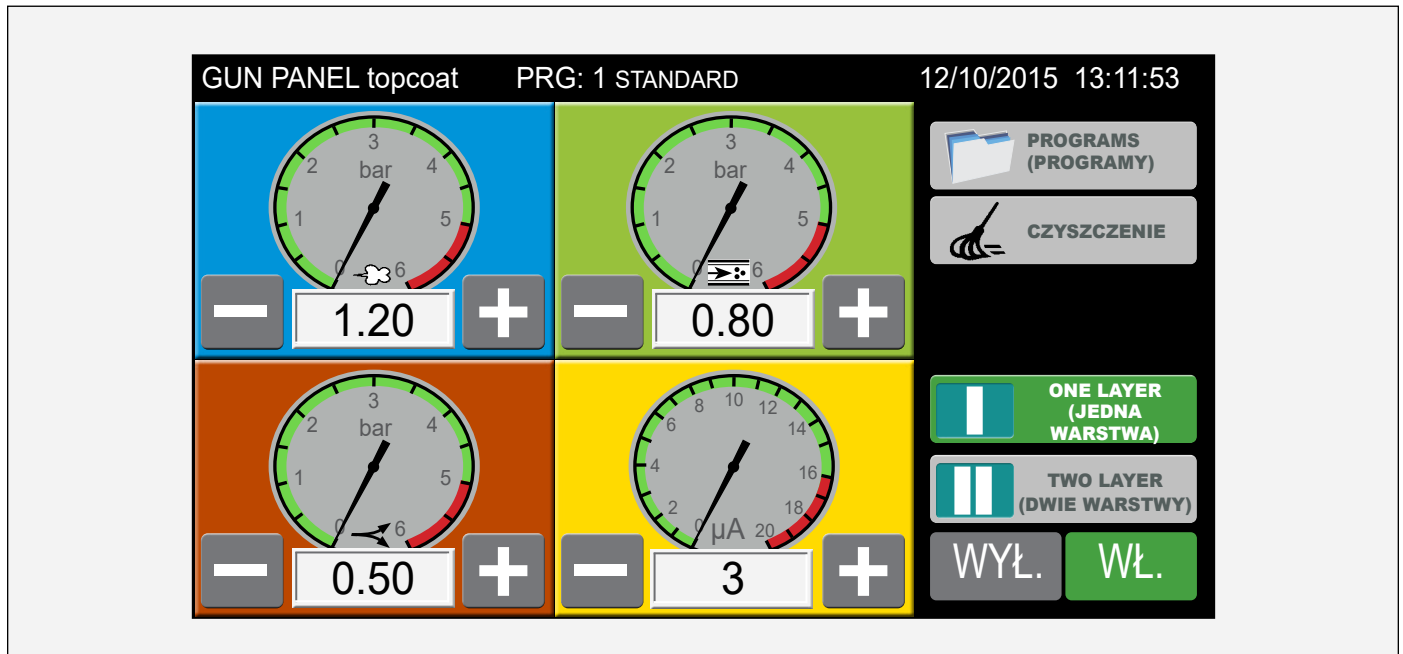 GUN PANEL topcoat PRG: 1 STANDARD 12/10/2015 13:11:53
3
2 bar 4
1 5
0 6
1.20
3
2 bar 4
1 5
0 6
0.80
PROGRAMS
(PROGRAMY)
CZYSZCZENIE
3
2 bar 4
1 5
0 6
0.50
8 10 12
6 14
4 16
2 18
0 µA 20
3
ONE LAYER
(JEDNA
WARSTWA)
TWO LAYER
(DWIE WARSTWY)
WYŁ. WŁ.